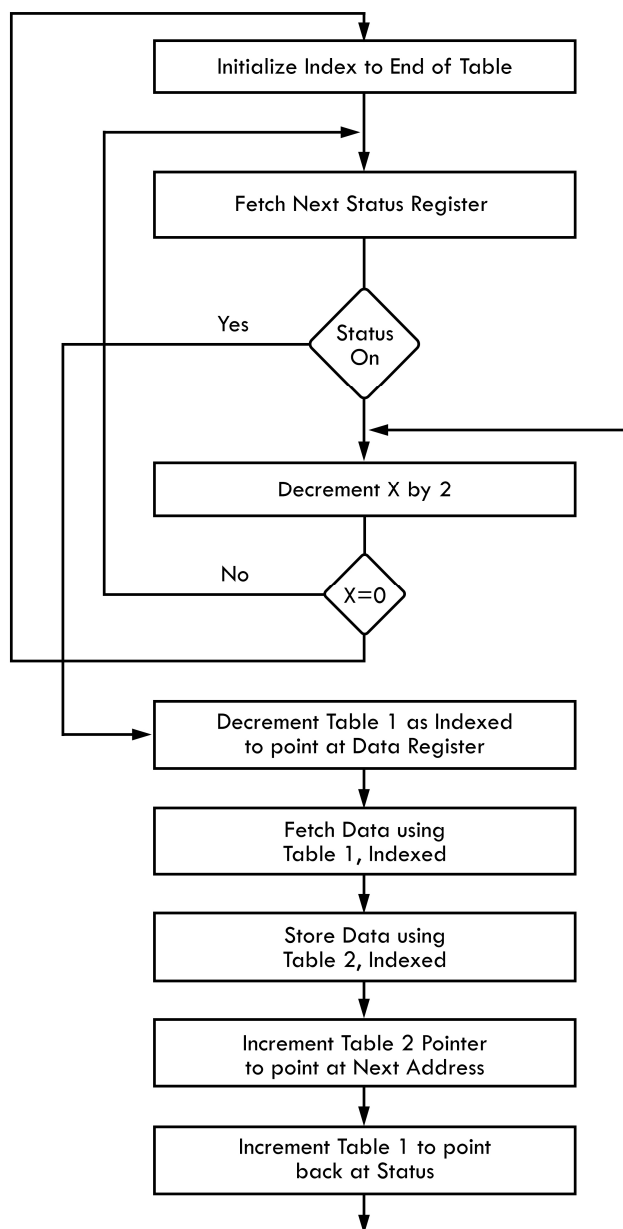 Initialize Index to End of Table
Fetch Next Status Register
Yes
Status
On
Decrement X by 2
No
X=0
Decrement Table 1 as Indexed
to point at Data Register
Fetch Data using
Table 1, Indexed
Store Data using
Table 2, Indexed
Increment Table 2 Pointer
to point at Next Address
Increment Table 1 to point
back at Status